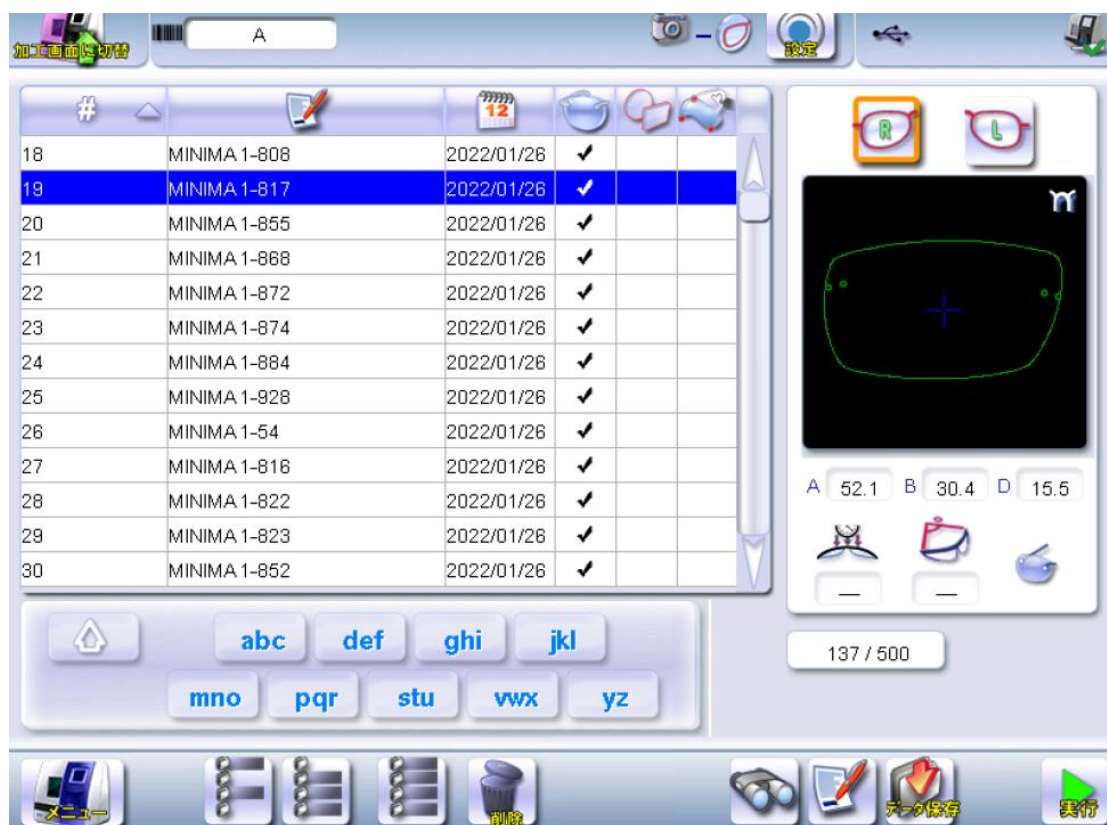 加工画面に切替
A
設定
#
12
18 MINIMA 1-808 2022/01/26 ✔
19 MINIMA 1-817 2022/01/26 ✔
20 MINIMA 1-855 2022/01/26 ✔
21 MINIMA 1-868 2022/01/26 ✔
22 MINIMA 1-872 2022/01/26 ✔
23 MINIMA 1-874 2022/01/26 ✔
24 MINIMA 1-884 2022/01/26 ✔
25 MINIMA 1-928 2022/01/26 ✔
26 MINIMA 1-54 2022/01/26 ✔
27 MINIMA 1-816 2022/01/26 ✔
28 MINIMA 1-822 2022/01/26 ✔
29 MINIMA 1-823 2022/01/26 ✔
30 MINIMA 1-852 2022/01/26 ✔
R L
A 52.1 B 30.4 D 15.5
— —
137 / 500
abc def ghi jkl
mno pqr stu vwx yz
メニュー
削除
データ保存
実行